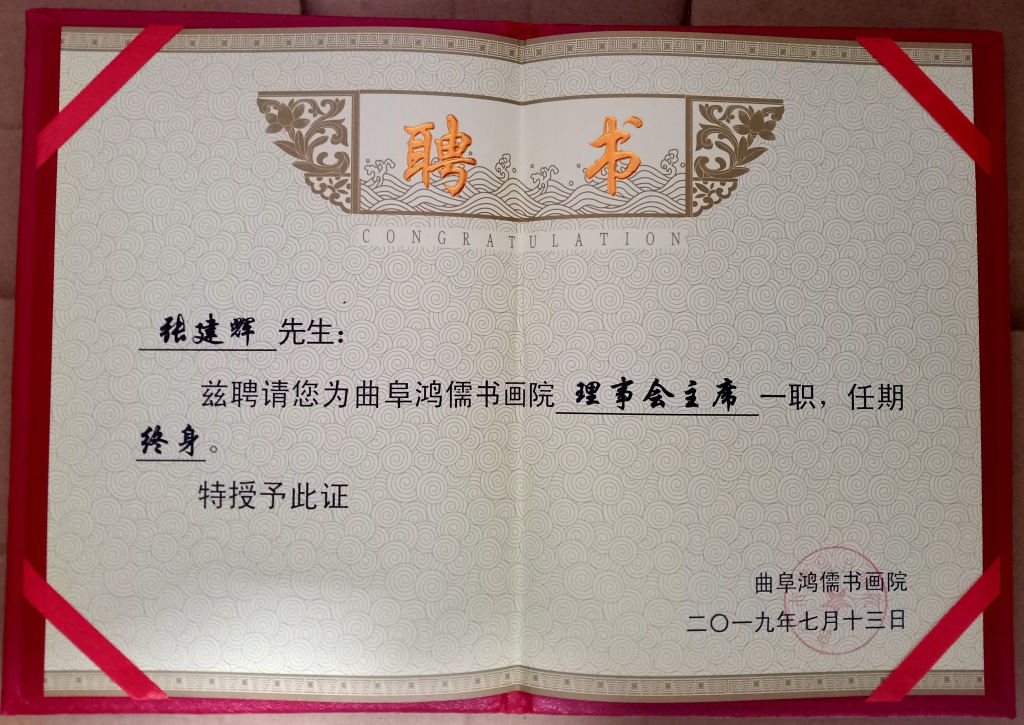 聘书
CONGRATULATION
张建辉 先生：
兹聘请您为曲阜鸿儒书画院 理事会主席 一职，任期
终身。
特授予此证
曲阜鸿儒书画院
二〇一九年七月十三日